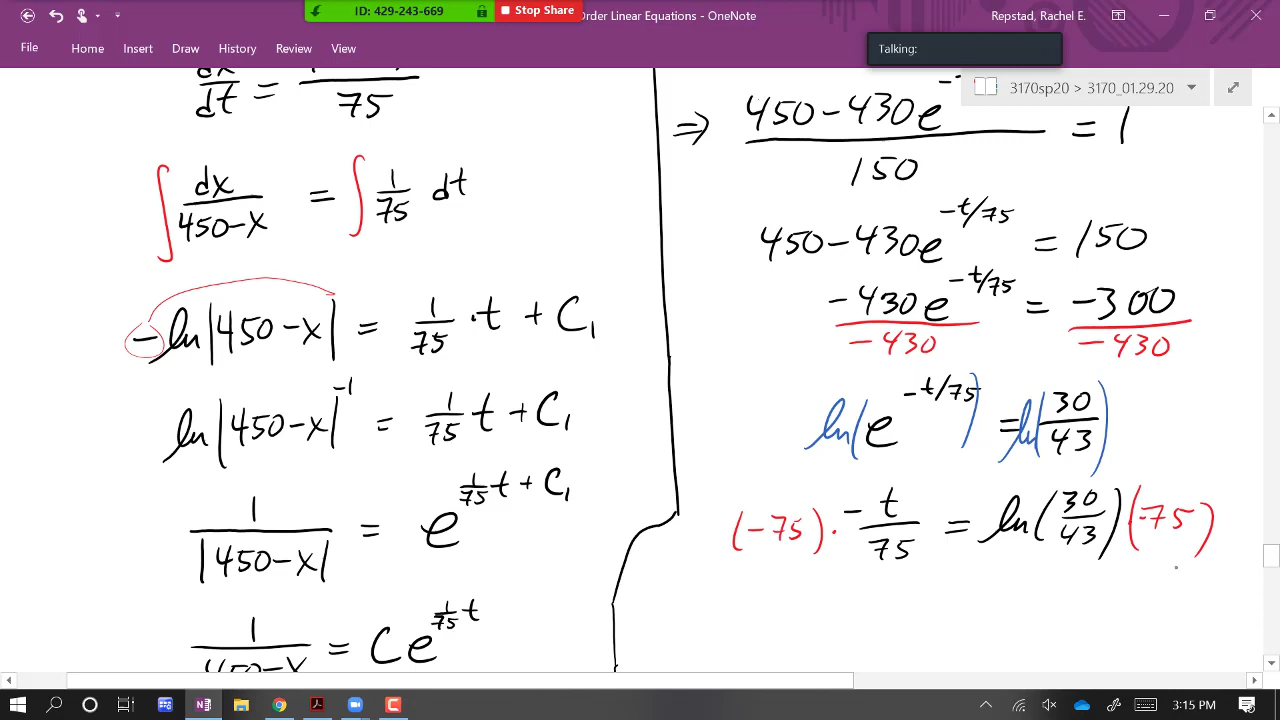 ID: 429-243-669 Stop Share
Order Linear Equations - OneNote
Repstad, Rachel E.
File Home Insert Draw History Review View
Talking:
3170sp20 > 3170_01.29.20
dx/dt = /75
∫ dx/(450-x) = ∫ 1/75 dt
-ln|450-x| = 1/75 · t + C₁
ln|450-x|⁻¹ = 1/75 t + C₁
1/|450-x| = e^(1/75 t + C₁)
1/(450-x) = Ce^(1/75 t)
⇒ (450-430e^-)/150 = 1
450-430e^(-t/75) = 150
-430e^(-t/75) = -300
-430 -430
ln(e^(-t/75)) = ln(30/43)
(-75) · -t/75 = ln(30/43)(-75)
3:15 PM